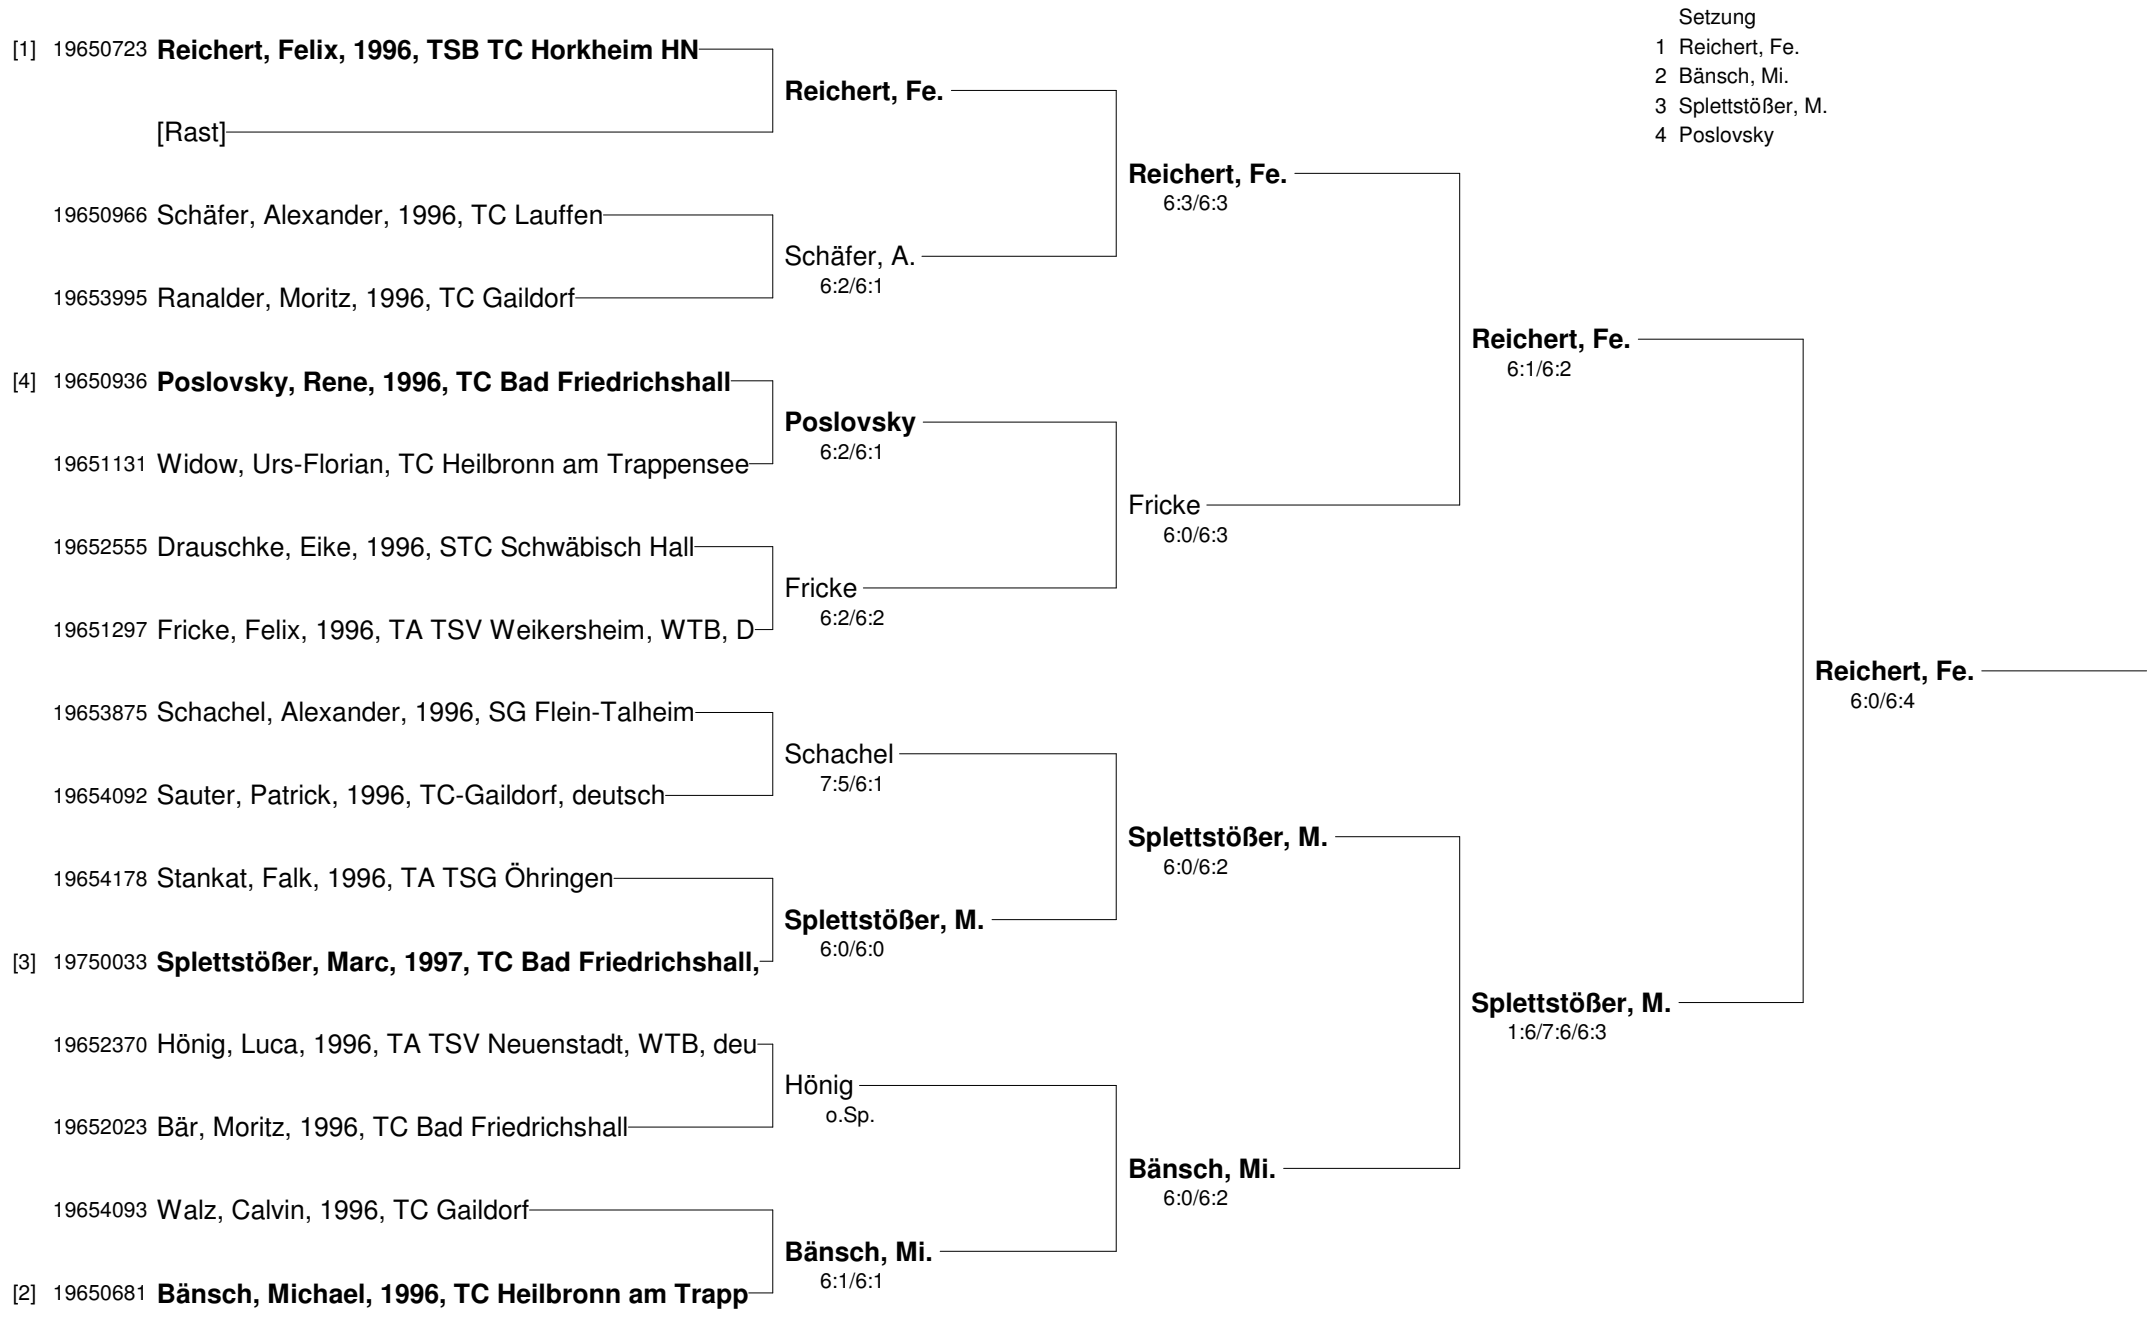 Setzung
1 Reichert, Fe.
2 Bänsch, Mi.
3 Splettstößer, M.
4 Poslovsky
[1] 19650723 Reichert, Felix, 1996, TSB TC Horkheim HN
[Rast]
19650966 Schäfer, Alexander, 1996, TC Lauffen
19653995 Ranalder, Moritz, 1996, TC Gaildorf
[4] 19650936 Poslovsky, Rene, 1996, TC Bad Friedrichshall
19651131 Widow, Urs-Florian, TC Heilbronn am Trappensee
19652555 Drauschke, Eike, 1996, STC Schwäbisch Hall
19651297 Fricke, Felix, 1996, TA TSV Weikersheim, WTB, D
19653875 Schachel, Alexander, 1996, SG Flein-Talheim
19654092 Sauter, Patrick, 1996, TC-Gaildorf, deutsch
19654178 Stankat, Falk, 1996, TA TSG Öhringen
[3] 19750033 Splettstößer, Marc, 1997, TC Bad Friedrichshall,
19652370 Hönig, Luca, 1996, TA TSV Neuenstadt, WTB, deu
19652023 Bär, Moritz, 1996, TC Bad Friedrichshall
19654093 Walz, Calvin, 1996, TC Gaildorf
[2] 19650681 Bänsch, Michael, 1996, TC Heilbronn am Trapp
Reichert, Fe.
Schäfer, A.
6:2/6:1
Poslovsky
6:2/6:1
Fricke
6:2/6:2
Schachel
7:5/6:1
Splettstößer, M.
6:0/6:0
Hönig
o.Sp.
Bänsch, Mi.
6:1/6:1
Reichert, Fe.
6:3/6:3
Fricke
6:0/6:3
Splettstößer, M.
6:0/6:2
Bänsch, Mi.
6:0/6:2
Reichert, Fe.
6:1/6:2
Splettstößer, M.
1:6/7:6/6:3
Reichert, Fe.
6:0/6:4